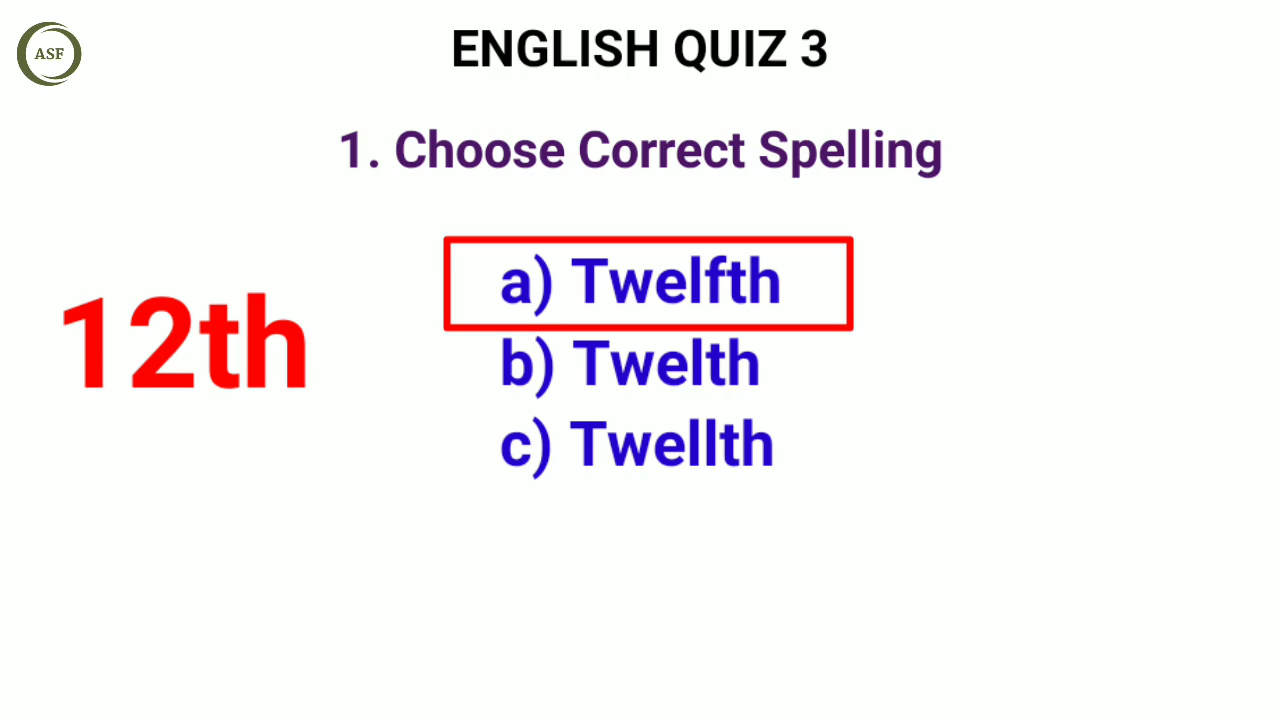 ASF
ENGLISH QUIZ 3
1. Choose Correct Spelling
12th
a) Twelfth
b) Twelth
c) Twellth